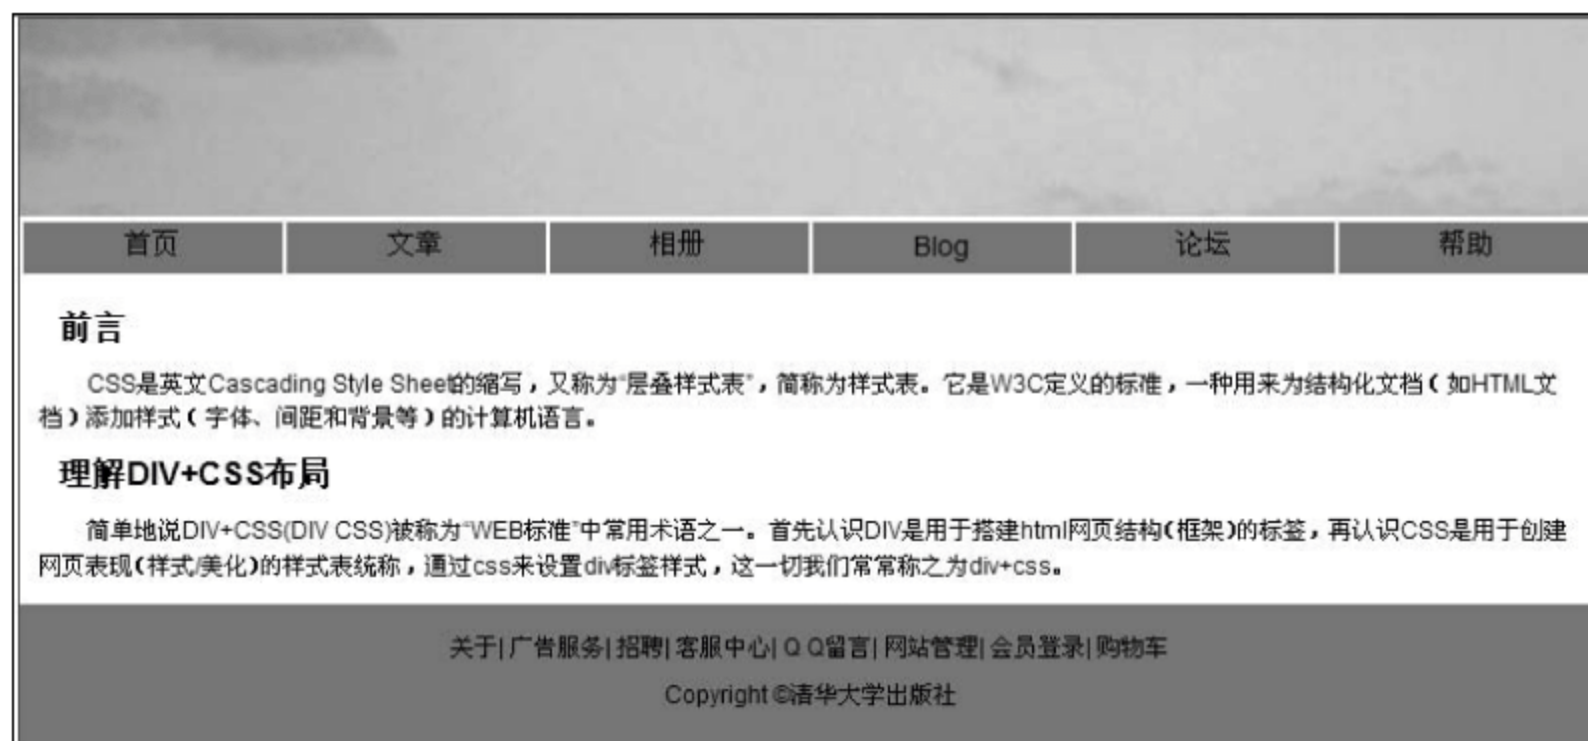 首页 文章 相册 Blog 论坛 帮助
前言
CSS是英文Cascading Style Sheet的缩写，又称为“层叠样式表”，简称为样式表。它是W3C定义的标准，一种用来为结构化文档（如HTML文
档）添加样式（字体、间距和背景等）的计算机语言。
理解DIV+CSS布局
简单地说DIV+CSS(DIV CSS)被称为“WEB标准”中常用术语之一。首先认识DIV是用于搭建html网页结构(框架)的标签，再认识CSS是用于创建
网页表现(样式/美化)的样式表统称，通过css来设置div标签样式，这一切我们常常称之为div+css。
关于| 广告服务| 招聘| 客服中心| Q Q留言| 网站管理| 会员登录| 购物车
Copyright ©清华大学出版社